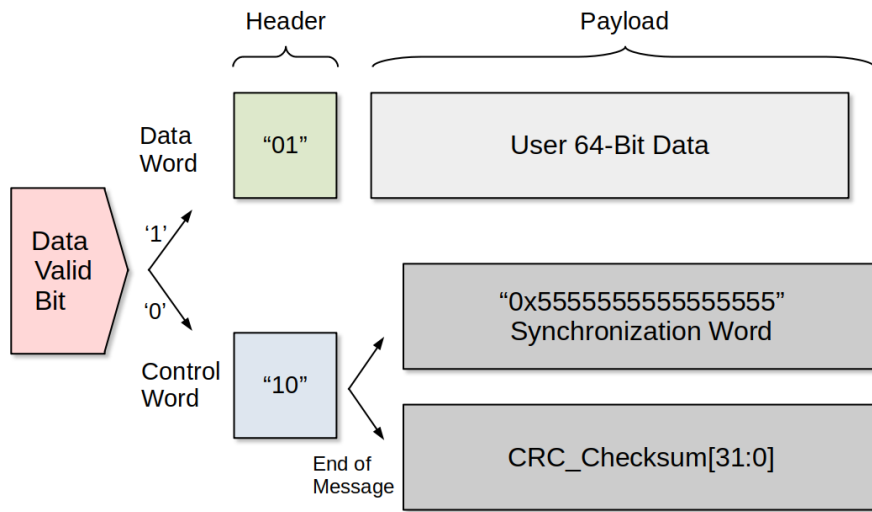 Header
Payload
Data
Word
“01”
User 64-Bit Data
Data
Valid
Bit
‘1’
‘0’
Control
Word
“10”
“0x5555555555555555”
Synchronization Word
End of
Message
CRC_Checksum[31:0]